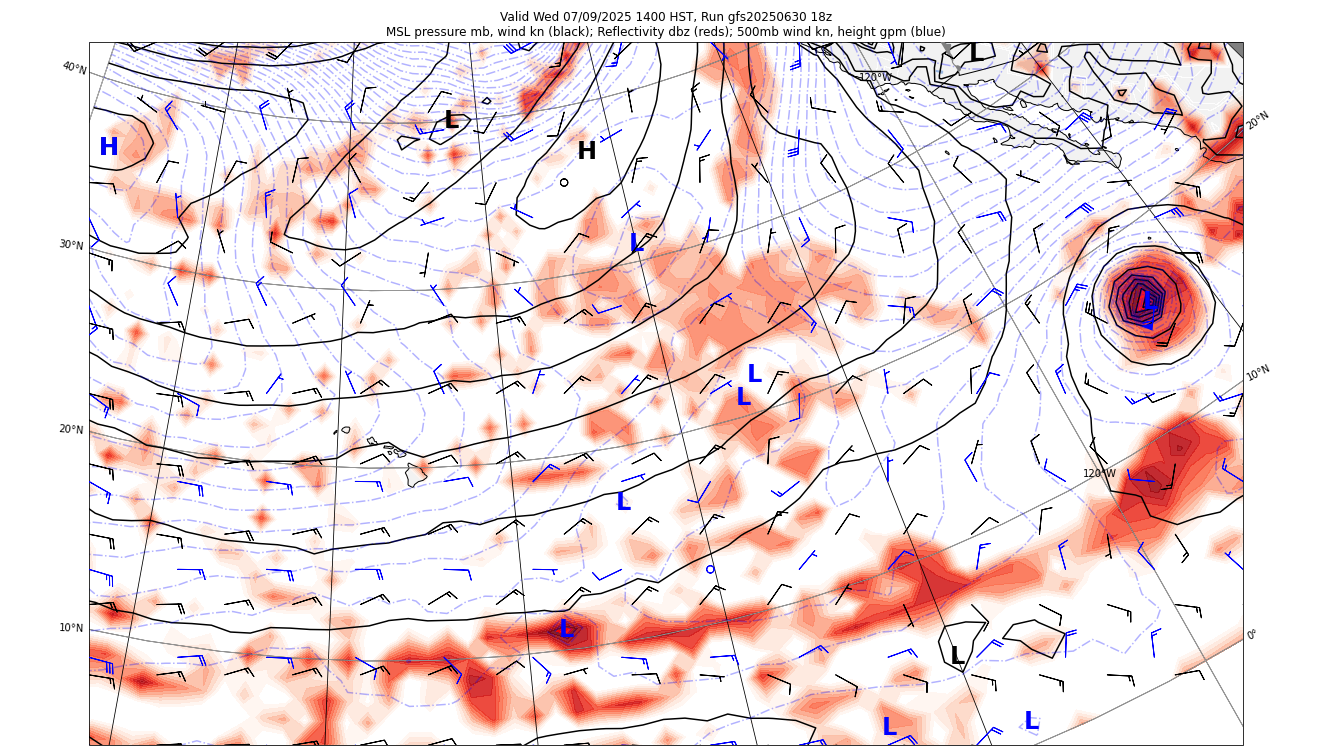 Valid Wed 07/09/2025 1400 HST, Run gfs20250630 18z
MSL pressure mb, wind kn (black); Reflectivity dbz (reds); 500mb wind kn, height gpm (blue)
L
40°N
120°W
L
20°N
H
H
L
30°N
L
L
10°N
L
20°N
120°W
L
10°N
L
0°
L
L
L